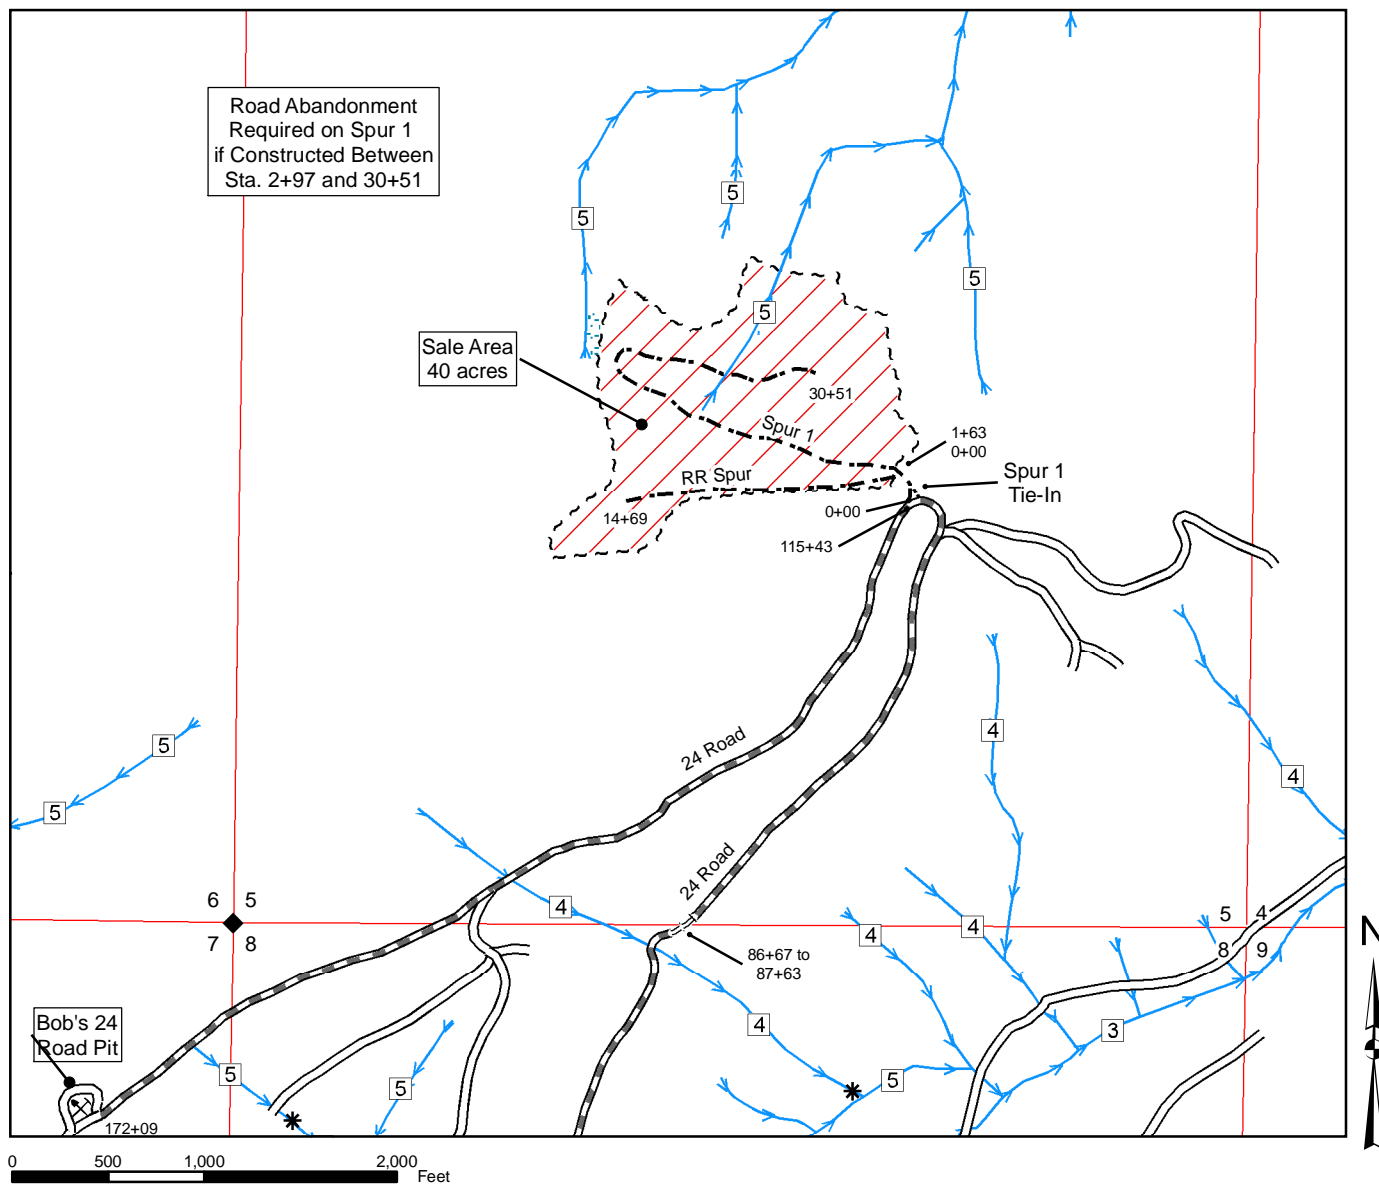 Road Abandonment
Required on Spur 1
if Constructed Between
Sta. 2+97 and 30+51
5
5
5
5
Sale Area
40 acres
30+51
Spur 1
1+63
0+00
RR Spur
Spur 1
Tie-In
14+69
0+00
115+43
24 Road
4
5
4
5
24 Road
6 5
7 8
4
4
4
5 4
8 9
N
86+67 to
87+63
Bob's 24
Road Pit
4
3
5
5
5
172+09
0 500 1,000 2,000
Feet